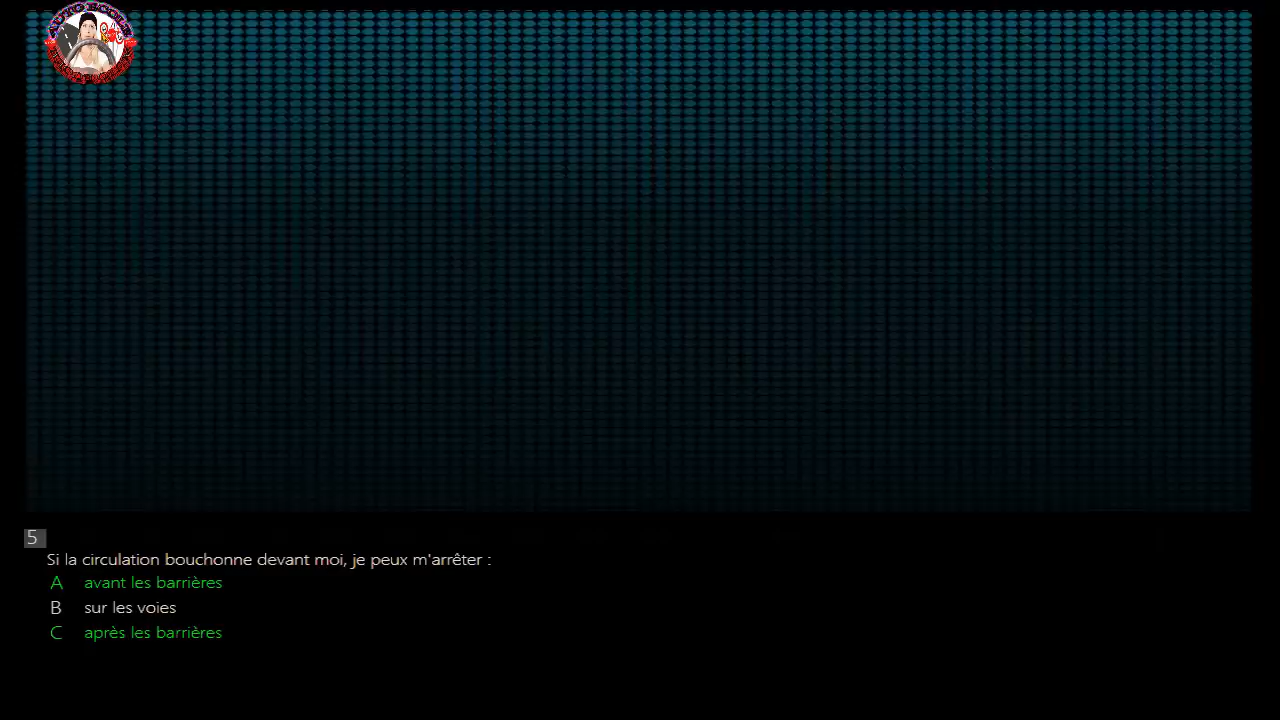 5
Si la circulation bouchonne devant moi, je peux m'arrêter :
A avant les barrières
B sur les voies
C après les barrières